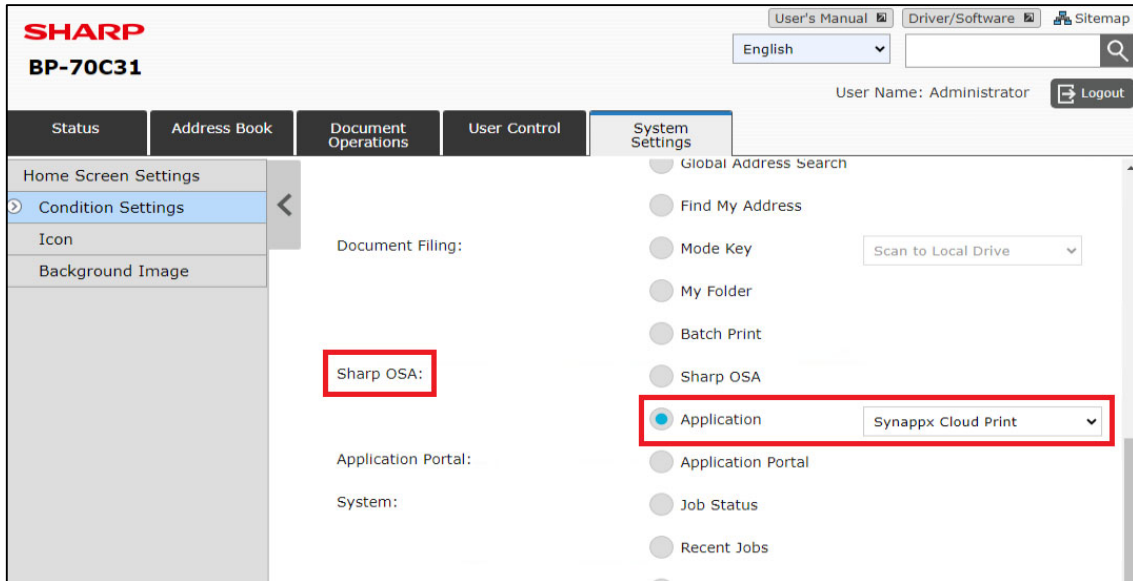 User's Manual Driver/Software Sitemap
SHARP
English
BP-70C31
User Name: Administrator Logout
Status Address Book Document Operations User Control System Settings
Home Screen Settings
Global Address Search
Condition Settings
Find My Address
Icon
Document Filing: Mode Key Scan to Local Drive
Background Image
My Folder
Batch Print
Sharp OSA: Sharp OSA
Application Synappx Cloud Print
Application Portal: Application Portal
System: Job Status
Recent Jobs